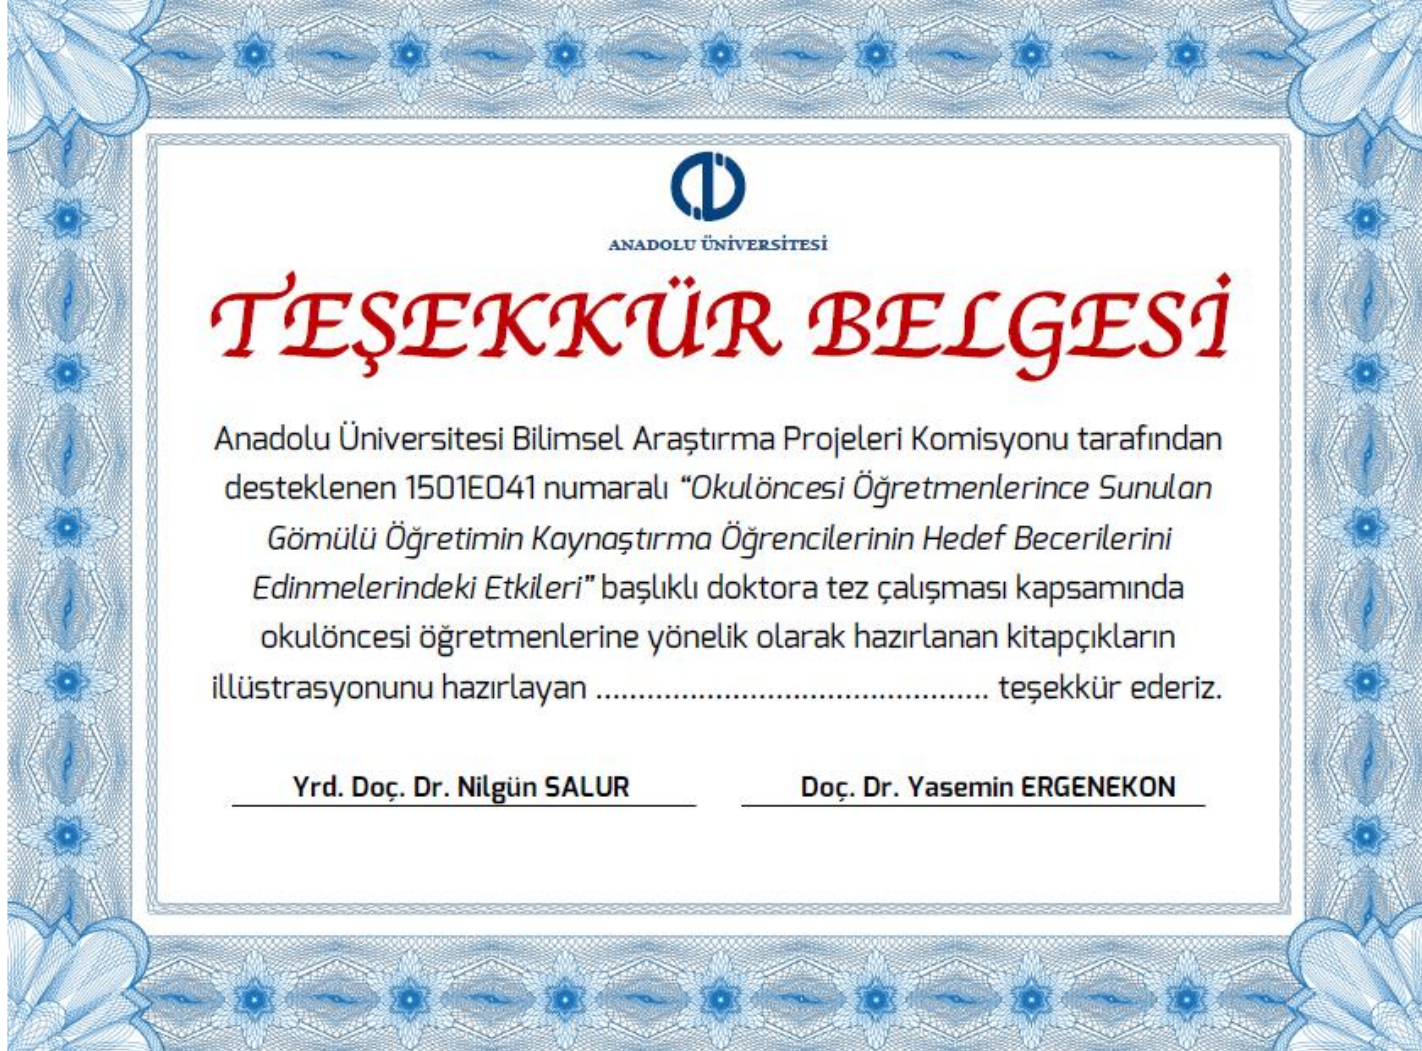 ANADOLU ÜNİVERSİTESİ
TEŞEKKÜR BELGESİ
Anadolu Üniversitesi Bilimsel Araştırma Projeleri Komisyonu tarafından
desteklenen 1501E041 numaralı “Okulöncesi Öğretmenlerince Sunulan
Gömülü Öğretimin Kaynaştırma Öğrencilerinin Hedef Becerilerini
Edinmelerindeki Etkileri” başlıklı doktora tez çalışması kapsamında
okulöncesi öğretmenlerine yönelik olarak hazırlanan kitapçıkların
illüstrasyonunu hazırlayan ............................................. teşekkür ederiz.
Yrd. Doç. Dr. Nilgün SALUR Doç. Dr. Yasemin ERGENEKON